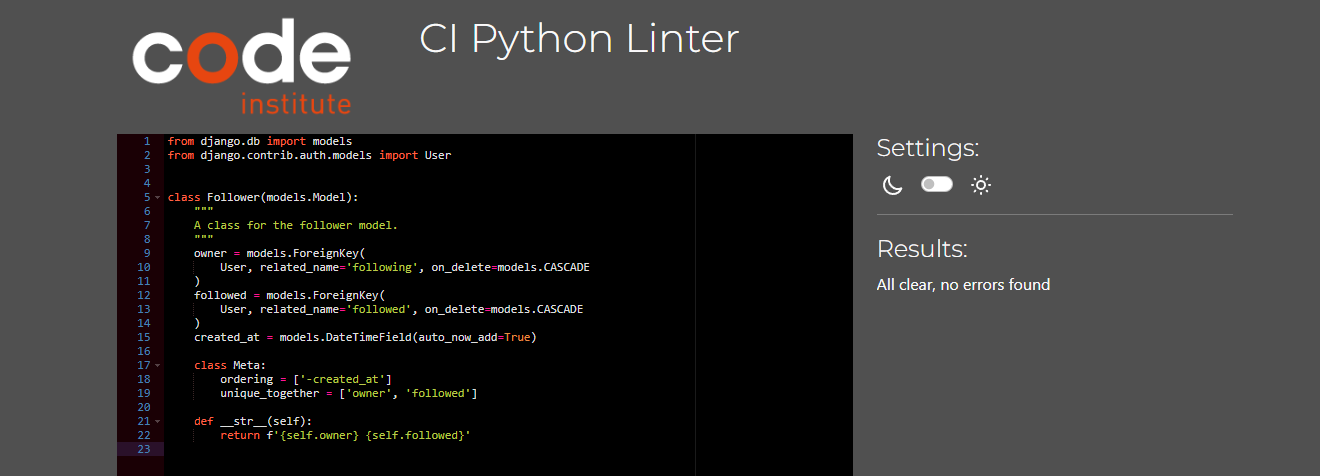 code
institute
CI Python Linter
1 from django.db import models
2 from django.contrib.auth.models import User
3
4
5 class Follower(models.Model):
6     """
7     A class for the follower model.
8     """
9     owner = models.ForeignKey(
10         User, related_name='following', on_delete=models.CASCADE
11     )
12     followed = models.ForeignKey(
13         User, related_name='followed', on_delete=models.CASCADE
14     )
15     created_at = models.DateTimeField(auto_now_add=True)
16
17     class Meta:
18         ordering = ['-created_at']
19         unique_together = ['owner', 'followed']
20
21     def __str__(self):
22         return f'{self.owner} {self.followed}'
23
Settings:
Results:
All clear, no errors found